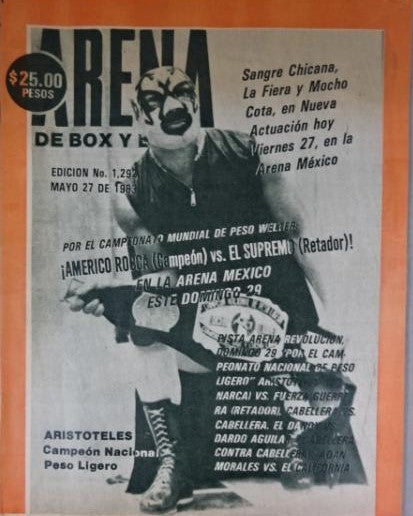 ARENA
$25.00
PESOS
DE BOX Y L
EDICION No. 1,292
MAYO 27 DE 1983
Sangre Chicana,
La Fiera y Mocho
Cota, en Nueva
Actuación hoy
Viernes 27, en la
Arena México
POR EL CAMPEONATO MUNDIAL DE PESO WELTER
¡AMERICO ROCCA (Campeón) vs. EL SUPREMO (Retador)!
EN LA ARENA MEXICO
ESTE DOMINGO 29
PISTA ARENA REVOLUCION,
DOMINGO 29 "POR EL CAM-
PEONATO NACIONAL DE PESO
LIGERO" ARISTOT
NARCA) VS. FUERZA GUERR
RA (RETADOR). CABELLERA VS.
CABELLERA. EL DA
DARDO AGUILA CABELLERA
CONTRA CABELLERA
MORALES VS. EL CALIFORNIA
ARISTOTELES
Campeón Nacional
Peso Ligero